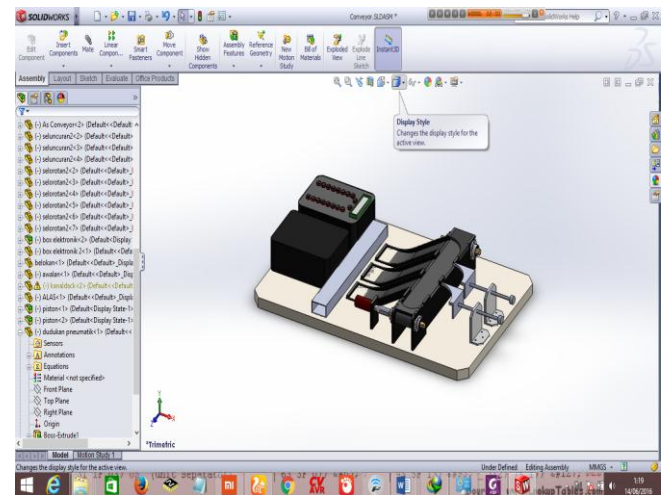 SOLIDWORKS
Conveyor.SLDASM *
SolidWorks Help
Edit Component
Insert Components
Mate
Linear Compon...
Smart Fasteners
Move Component
Show Hidden Components
Assembly Features
Reference Geometry
New Motion Study
Bill of Materials
Exploded View
Explode Line Sketch
Instant3D
Assembly Layout Sketch Evaluate Office Products
Display Style
Changes the display style for the active view.
(-) As Conveyor<2> (Default<<Default
(-) seluncuran2<2> (Default<<Default
(-) seluncuran2<3> (Default<<Default
(-) seluncuran2<4> (Default<<Default
(-) selorotan2<2> (Default<<Default>_
(-) selorotan2<3> (Default<<Default>_
(-) selorotan2<4> (Default<<Default>_
(-) selorotan2<5> (Default<<Default>_
(-) selorotan2<6> (Default<<Default>_
(-) selorotan2<7> (Default<<Default>_
(-) box elektronik<2> (Default<Display
(-) box elektronik 2<1> (Default<<Defa
belokan<1> (Default<<Default>_Displa
(-) awalan<1> (Default<<Default>_Disp
(-) ALAS<1> (Default<<Default>_Displa
(-) piston<1> (Default<Display State-1>
(-) piston<2> (Default<Display State-1>
(-) dudukan pneumatik<1> (Default<<
Sensors
Annotations
Equations
Material <not specified>
Front Plane
Top Plane
Right Plane
Origin
Boss-Extrude1
*Trimetric
Model Motion Study 1
Changes the display style for the active view.
Under Defined Editing Assembly MMGS
1:19
14/06/2016